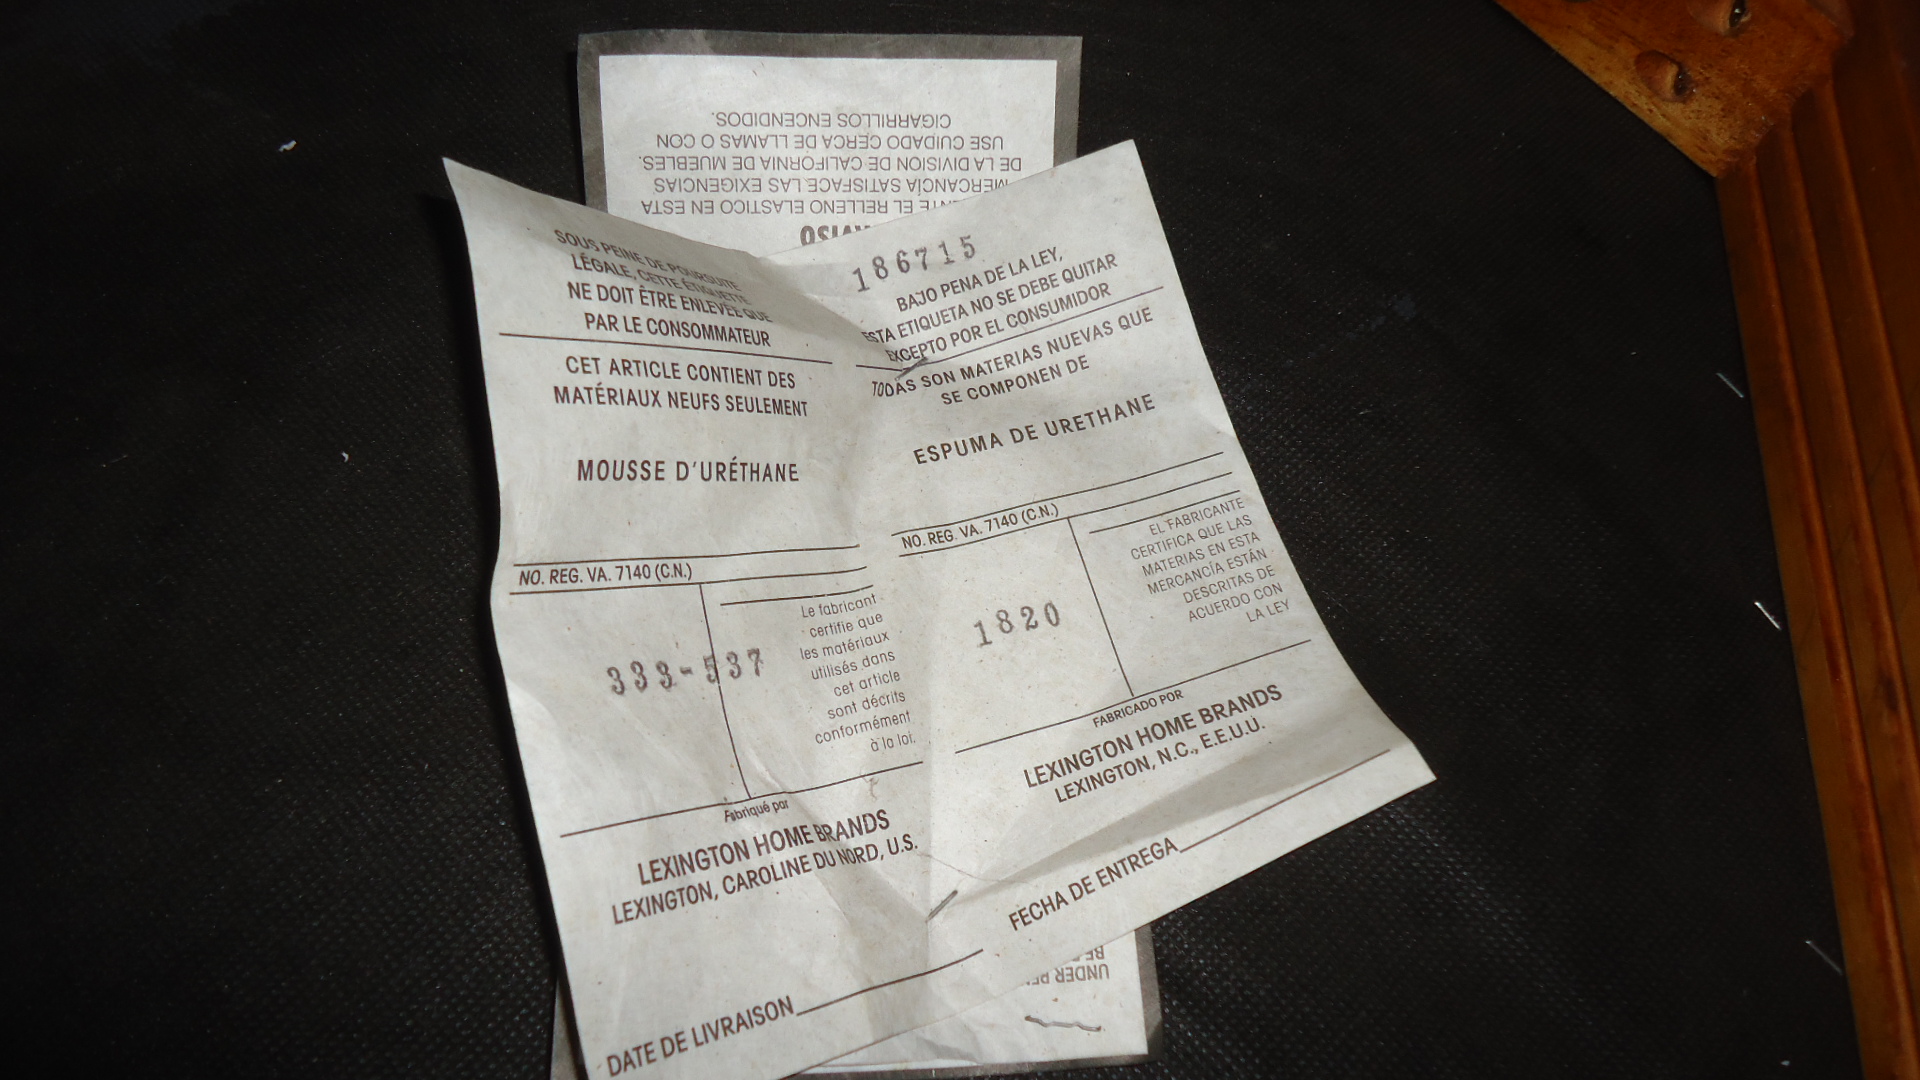 CIGARRILLOS ENCENDIDOS.
USE CUIDADO CERCA DE LLAMAS O CON
DE LA DIVISION DE CALIFORNIA DE MUEBLES.
MERCANCÍA SATISFACE LAS EXIGENCIAS
EL RELLENO ELASTICO EN ESTA
SOUS PEINE DE POURSUITE
LÉGALE, CETTE ÉTIQUETTE
NE DOIT ÊTRE ENLEVÉE QUE
PAR LE CONSOMMATEUR
CET ARTICLE CONTIENT DES
MATÉRIAUX NEUFS SEULEMENT
MOUSSE D'URÉTHANE
NO. REG. VA. 7140 (C.N.)
333-537
Le fabricant
certifie que
les matériaux
utilisés dans
cet article
sont décrits
conformément
à la loi.
Fabriqué par
LEXINGTON HOME BRANDS
LEXINGTON, CAROLINE DU NORD, U.S.
DATE DE LIVRAISON
186715
BAJO PENA DE LA LEY,
ESTA ETIQUETA NO SE DEBE QUITAR
EXCEPTO POR EL CONSUMIDOR
TODAS SON MATERIAS NUEVAS QUE
SE COMPONEN DE
ESPUMA DE URETHANE
NO. REG. VA. 7140 (C.N.)
1820
EL FABRICANTE
CERTIFICA QUE LAS
MATERIAS EN ESTA
MERCANCÍA ESTÁN
DESCRITAS DE
ACUERDO CON
LA LEY
FABRICADO POR
LEXINGTON HOME BRANDS
LEXINGTON, N.C., E.E.U.U.
FECHA DE ENTREGA
UNDER